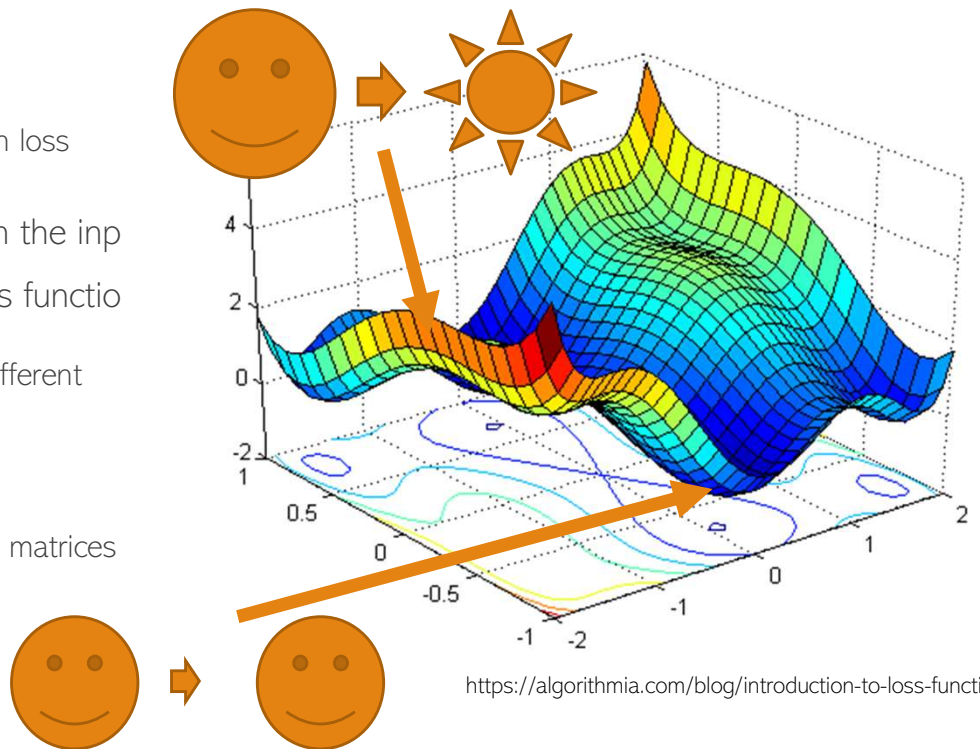 n loss
n the inp
s functio
fferent
matrices
4
2
0
-2
1
0.5
0
-0.5
-1
-2
-1
0
1
2
https://algorithmia.com/blog/introduction-to-loss-functi